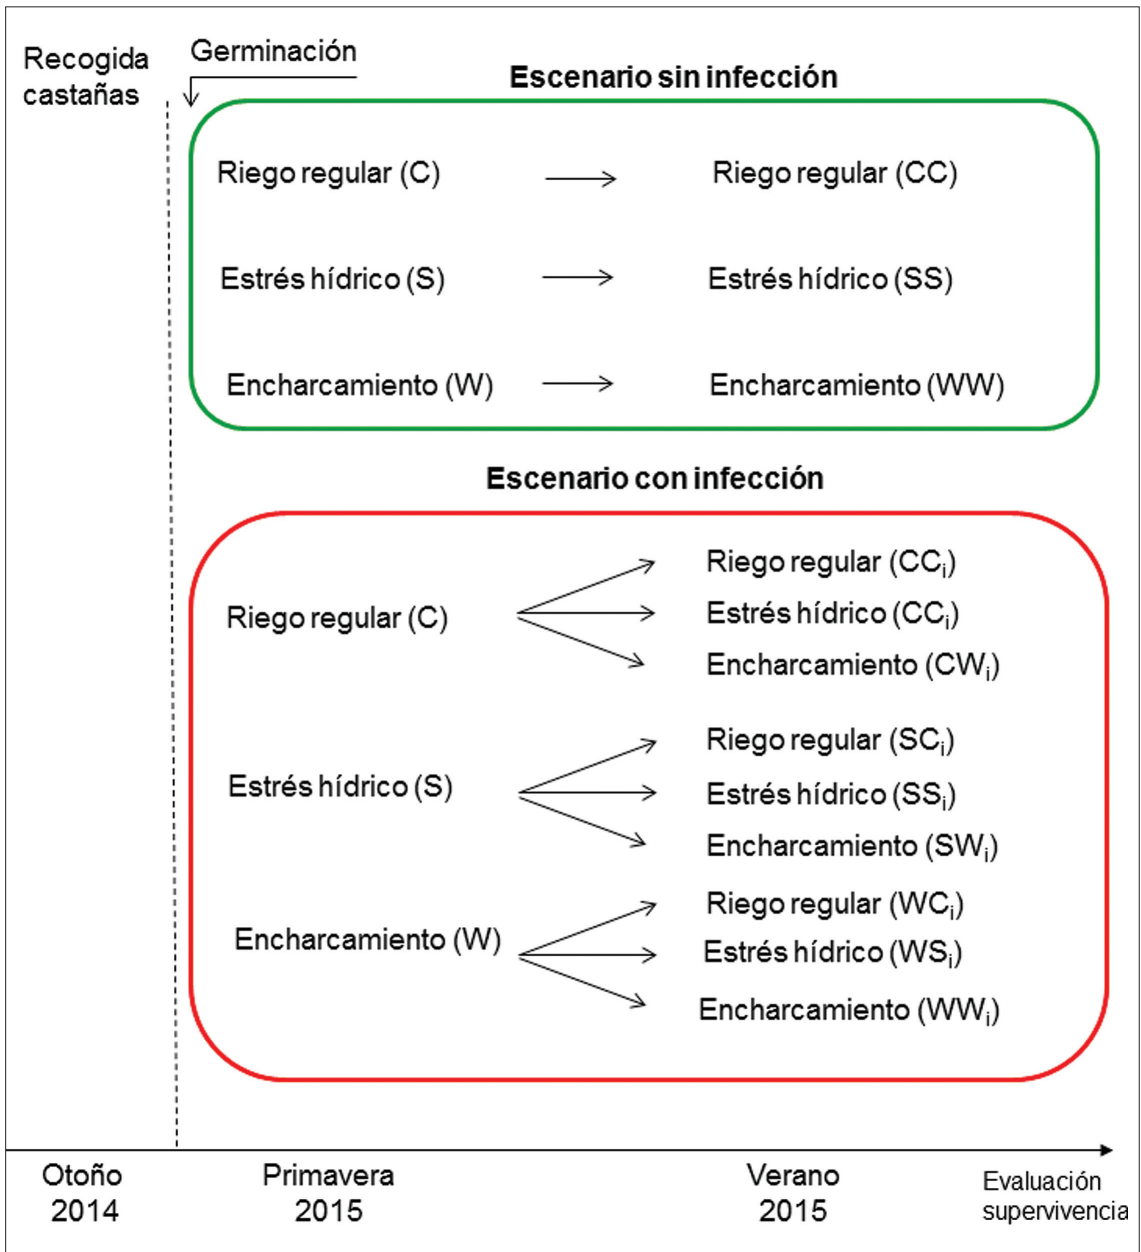 Recogida
castañas
Germinación
Escenario sin infección
Riego regular (C)
Riego regular (CC)
Estrés hídrico (S)
Estrés hídrico (SS)
Encharcamiento (W)
Encharcamiento (WW)
Escenario con infección
Riego regular (C)
Riego regular (CCi)
Estrés hídrico (CCi)
Encharcamiento (CWi)
Estrés hídrico (S)
Riego regular (SCi)
Estrés hídrico (SSi)
Encharcamiento (SWi)
Encharcamiento (W)
Riego regular (WCi)
Estrés hídrico (WSi)
Encharcamiento (WWi)
Otoño
2014
Primavera
2015
Verano
2015
Evaluación
supervivencia